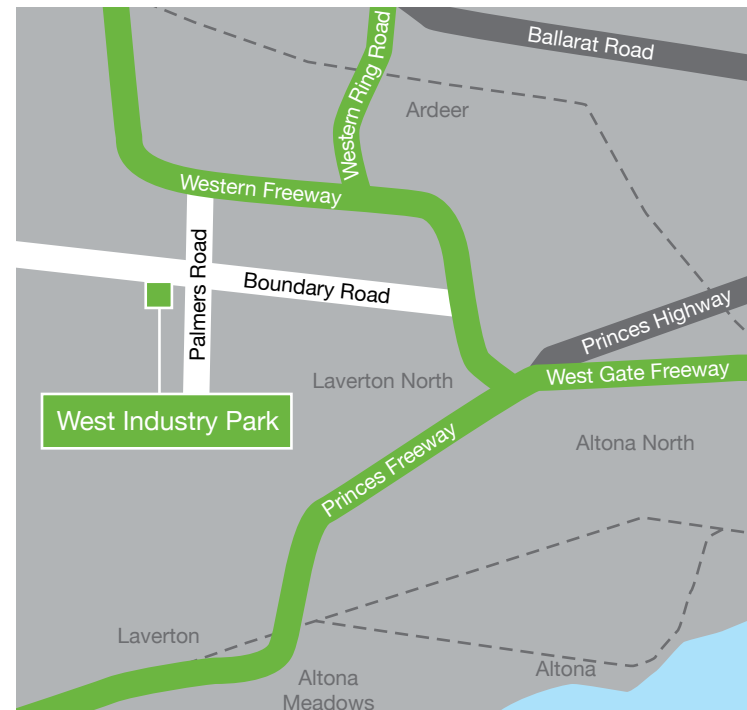 Ballarat Road
Western Ring Road
Ardeer
Western Freeway
Palmers Road
Boundary Road
Princes Highway
West Gate Freeway
Laverton North
West Industry Park
Altona North
Princes Freeway
Laverton
Altona
Altona
Meadows